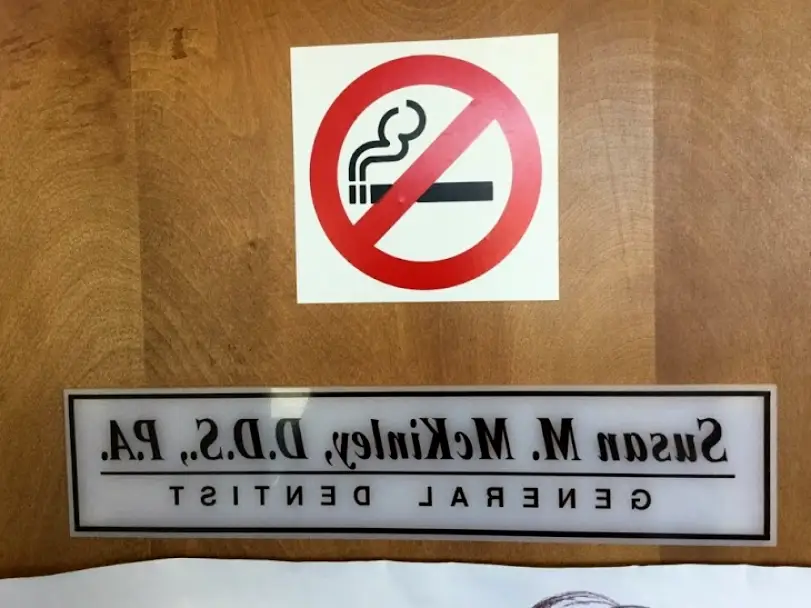 Susan M. McKinley, D.D.S., P.A.
GENERAL DENTIST